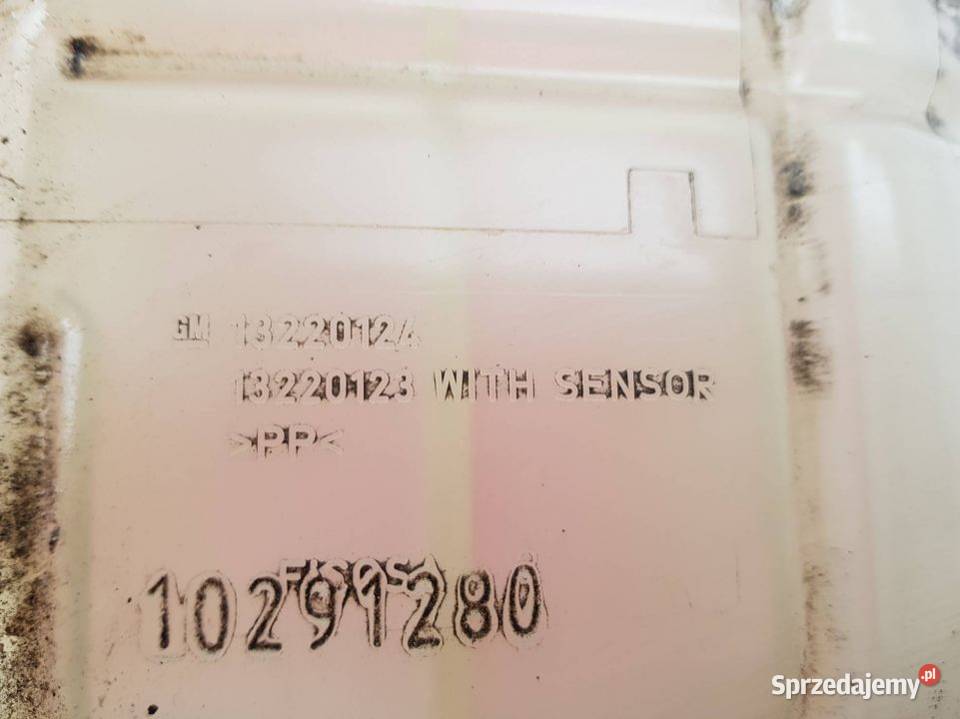 GM 13220124
13220123 WITH SENSOR
>PP<
10291280
Sprzedajemy.pl